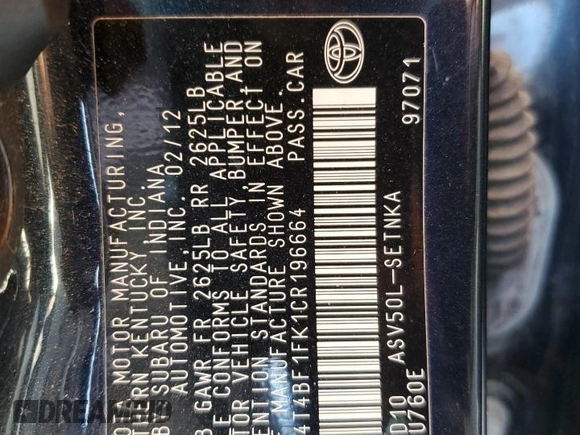 MOTOR MANUFACTURING,
ERN KENTUCKY INC.
SUBARU OF INDIANA
AUTOMOTIVE, INC. 02/12
GAWR FR 2625LB RR 2625LB
CONFORMS TO ALL APPLICABLE
VEHICLE SAFETY, BUMPER AND
STANDARDS IN EFFECT ON
MANUFACTURE SHOWN ABOVE.
4T4BF1FK1CR196664 PASS.CAR
97071
ASV50L-SETNKA
U760E
DREAMBID